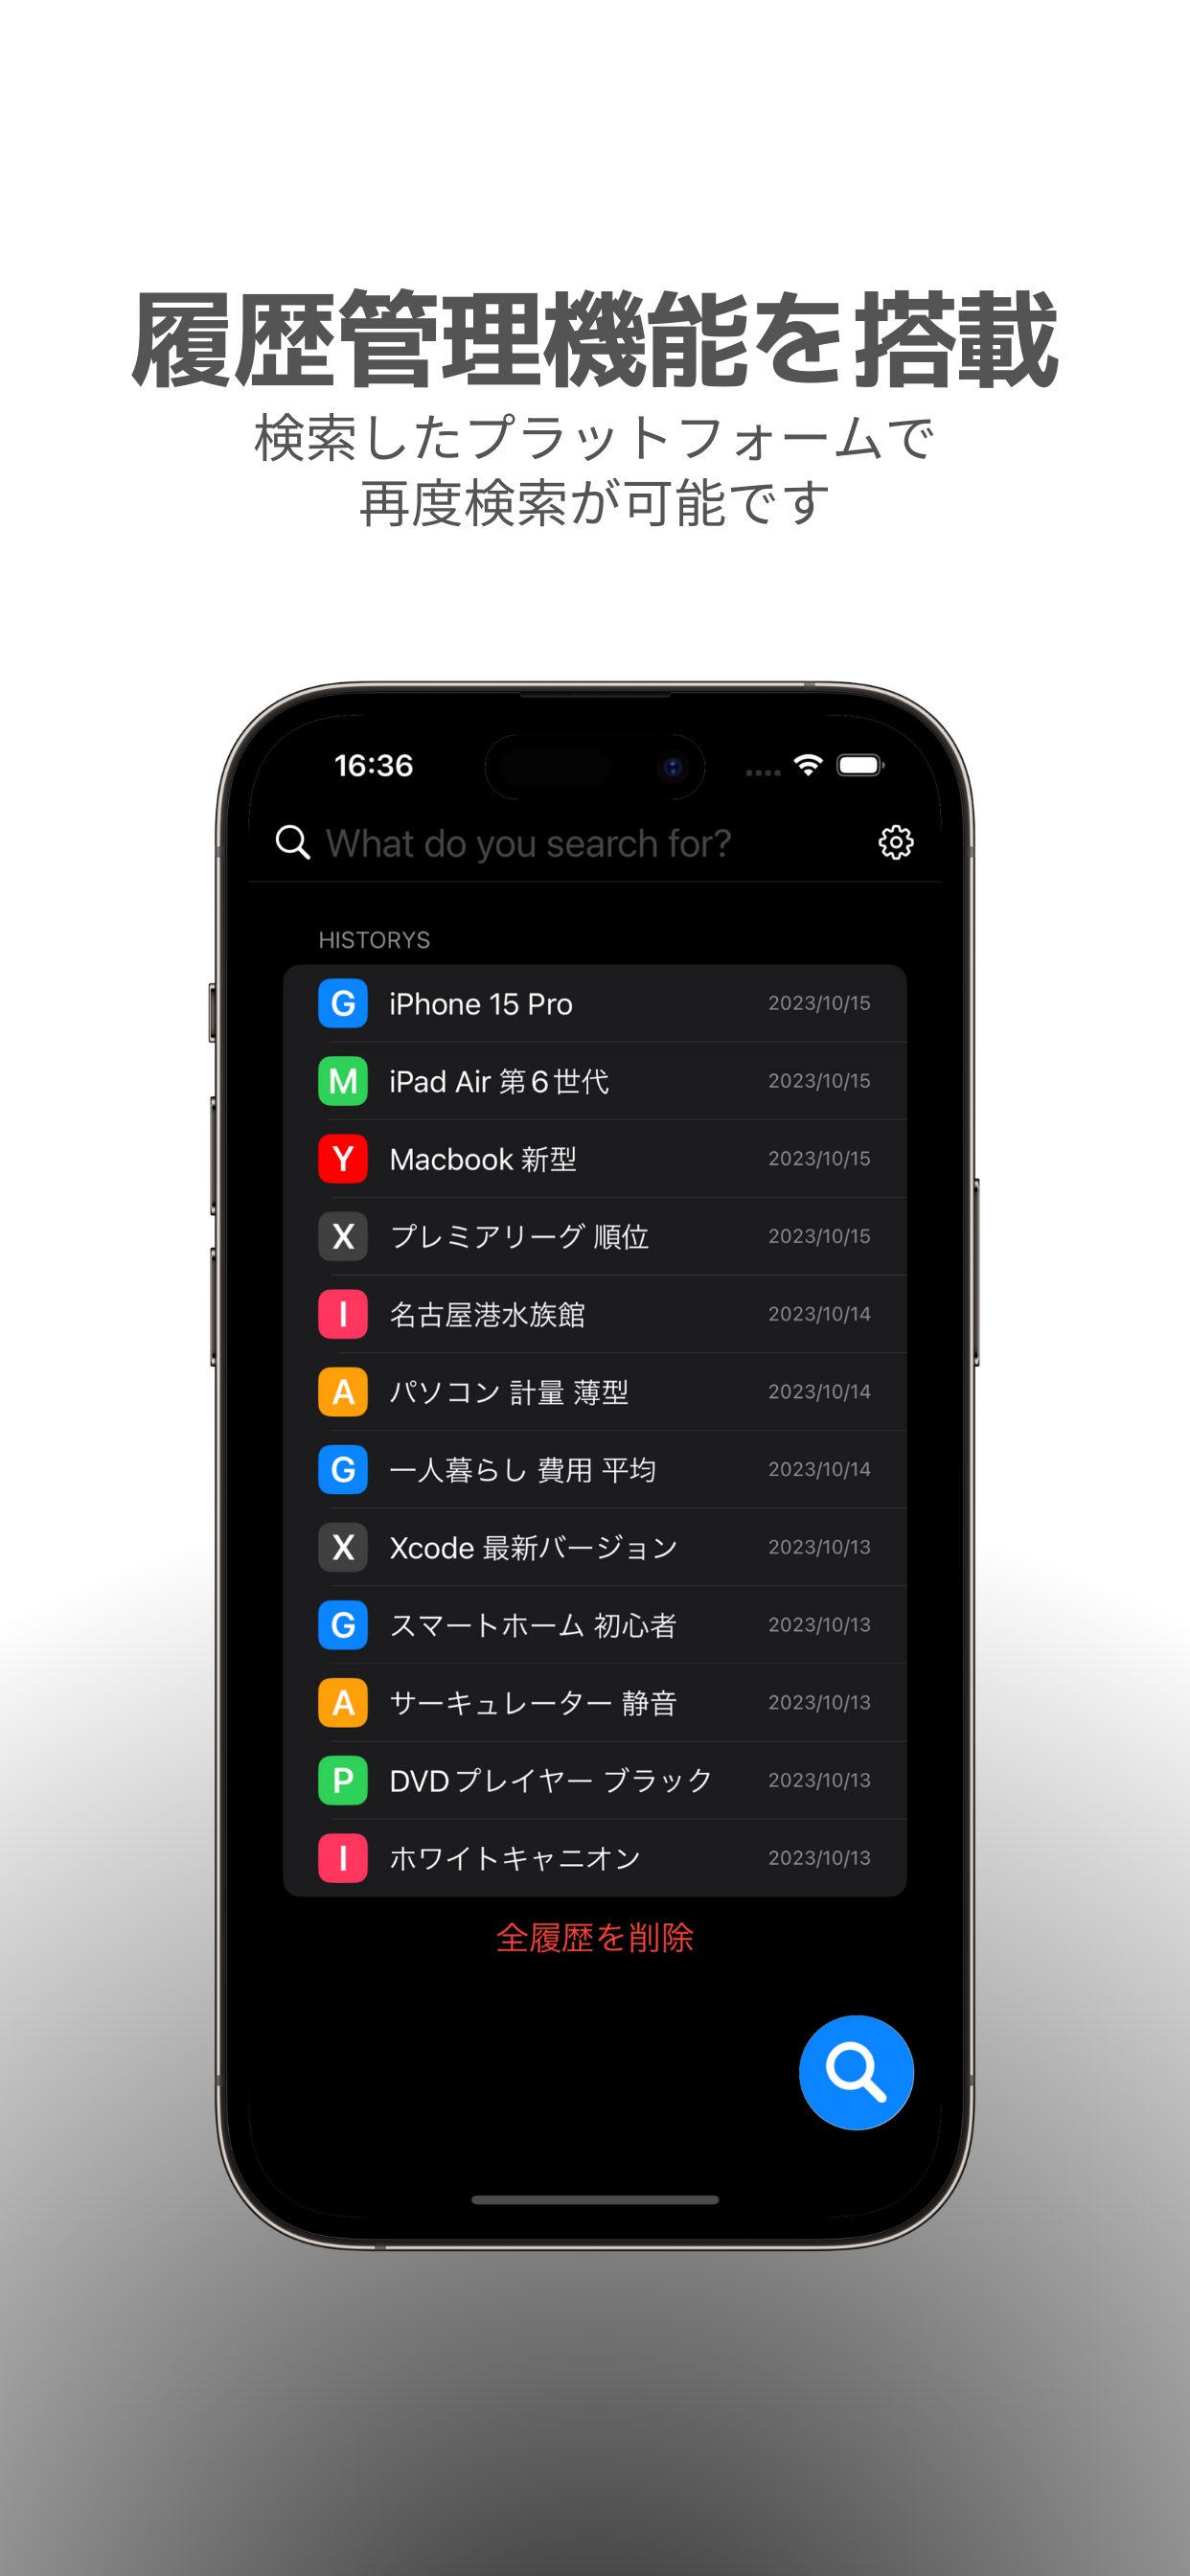 履歴管理機能を搭載
検索したプラットフォームで
再度検索が可能です
16:36
What do you search for?
HISTORYS
G iPhone 15 Pro 2023/10/15
M iPad Air 第6世代 2023/10/15
Y Macbook 新型 2023/10/15
X プレミアリーグ 順位 2023/10/15
I 名古屋港水族館 2023/10/14
A パソコン 計量 薄型 2023/10/14
G 一人暮らし 費用 平均 2023/10/14
X Xcode 最新バージョン 2023/10/13
G スマートホーム 初心者 2023/10/13
A サーキュレーター 静音 2023/10/13
P DVDプレイヤー ブラック 2023/10/13
I ホワイトキャニオン 2023/10/13
全履歴を削除